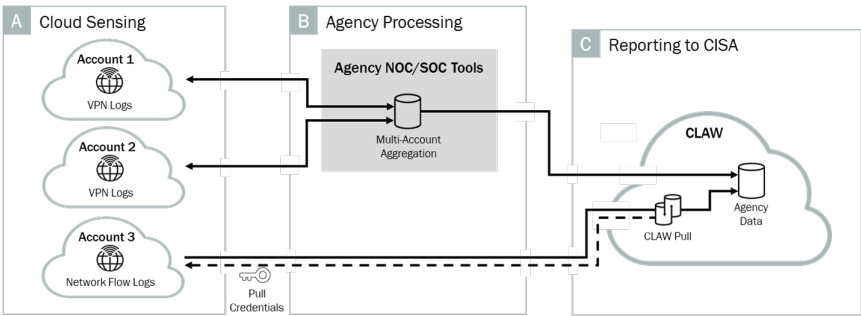 A Cloud Sensing
Account 1
VPN Logs
Account 2
VPN Logs
Account 3
Network Flow Logs
Pull
Credentials
B Agency Processing
Agency NOC/SOC Tools
Multi-Account
Aggregation
C Reporting to CISA
CLAW
CLAW Pull
Agency
Data